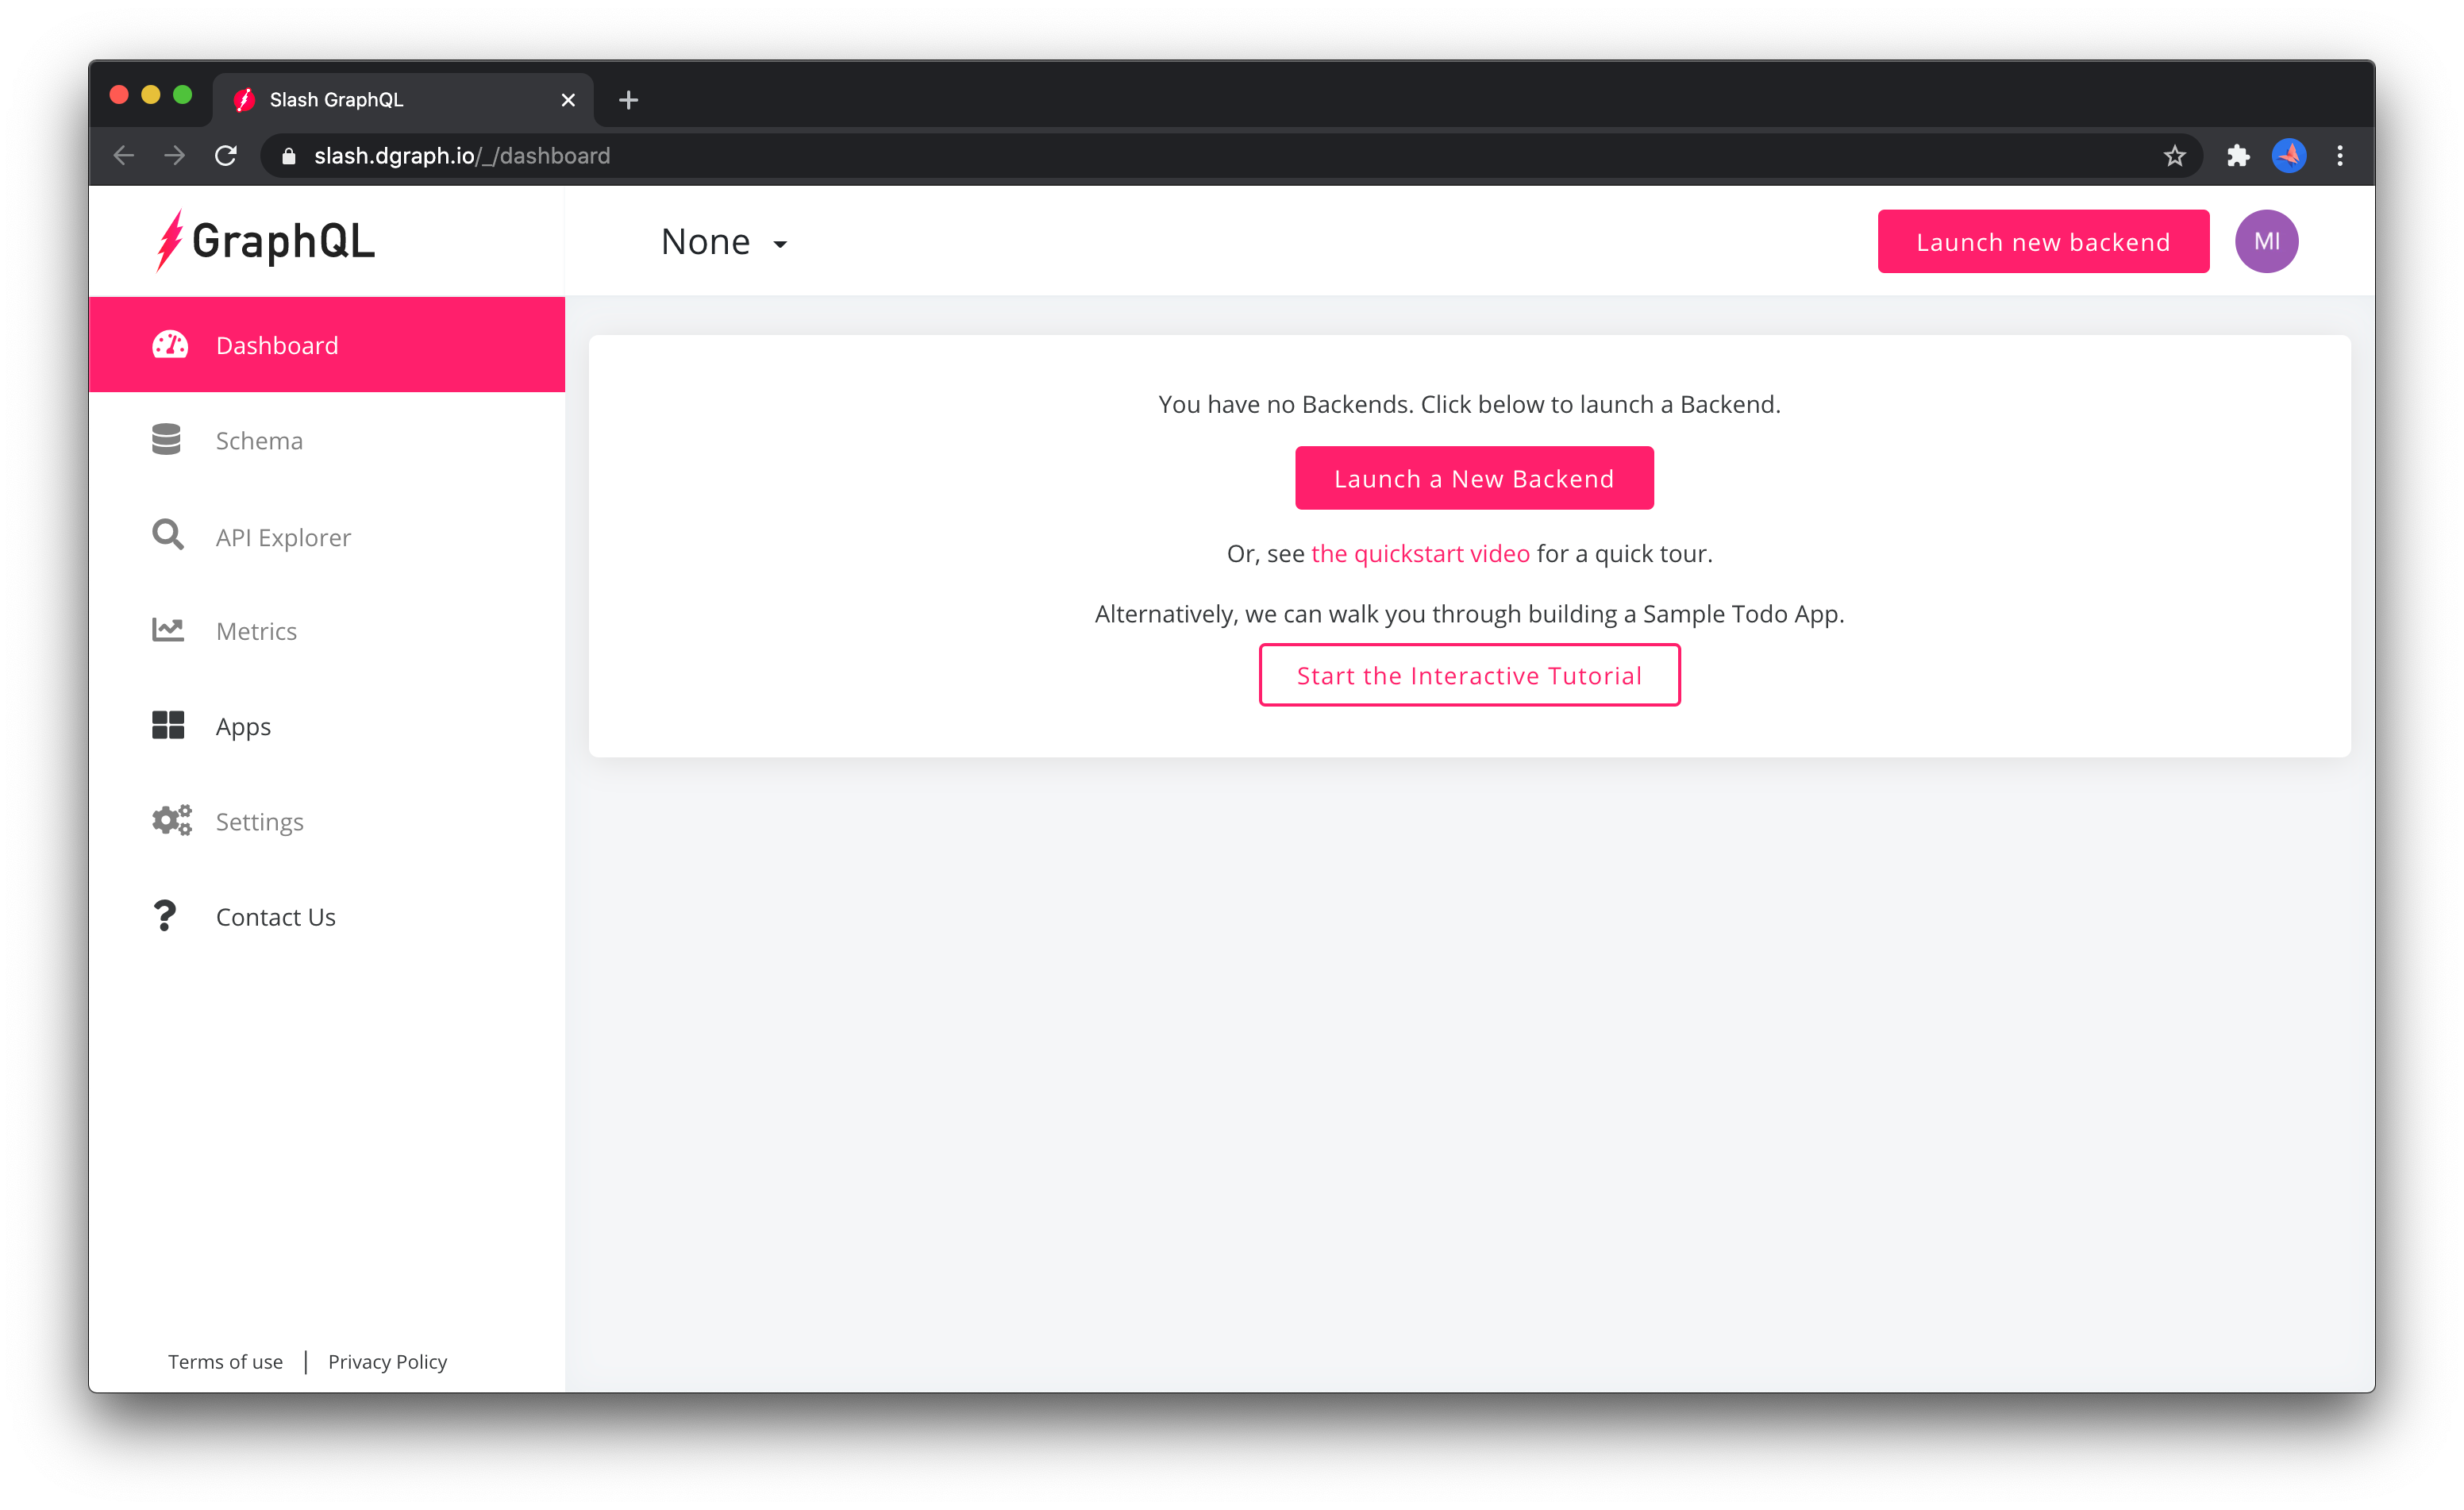 Slash GraphQL
slash.dgraph.io/_/dashboard
GraphQL
None
Launch new backend
MI
Dashboard
Schema
API Explorer
Metrics
Apps
Settings
Contact Us
You have no Backends. Click below to launch a Backend.
Launch a New Backend
Or, see the quickstart video for a quick tour.
Alternatively, we can walk you through building a Sample Todo App.
Start the Interactive Tutorial
Terms of use | Privacy Policy